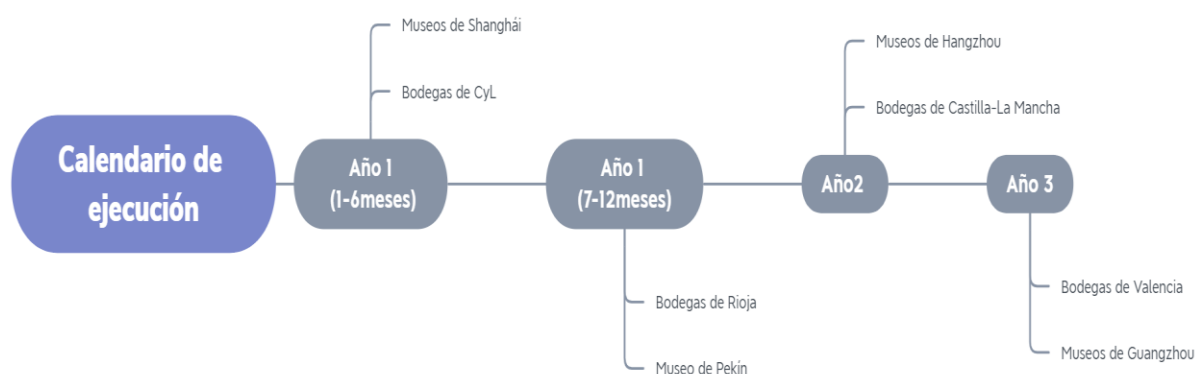 Calendario de
ejecución
Museos de Shanghái
Bodegas de CyL
Año 1
(1-6meses)
Año 1
(7-12meses)
Bodegas de Rioja
Museo de Pekín
Museos de Hangzhou
Bodegas de Castilla-La Mancha
Año2
Año 3
Bodegas de Valencia
Museos de Guangzhou